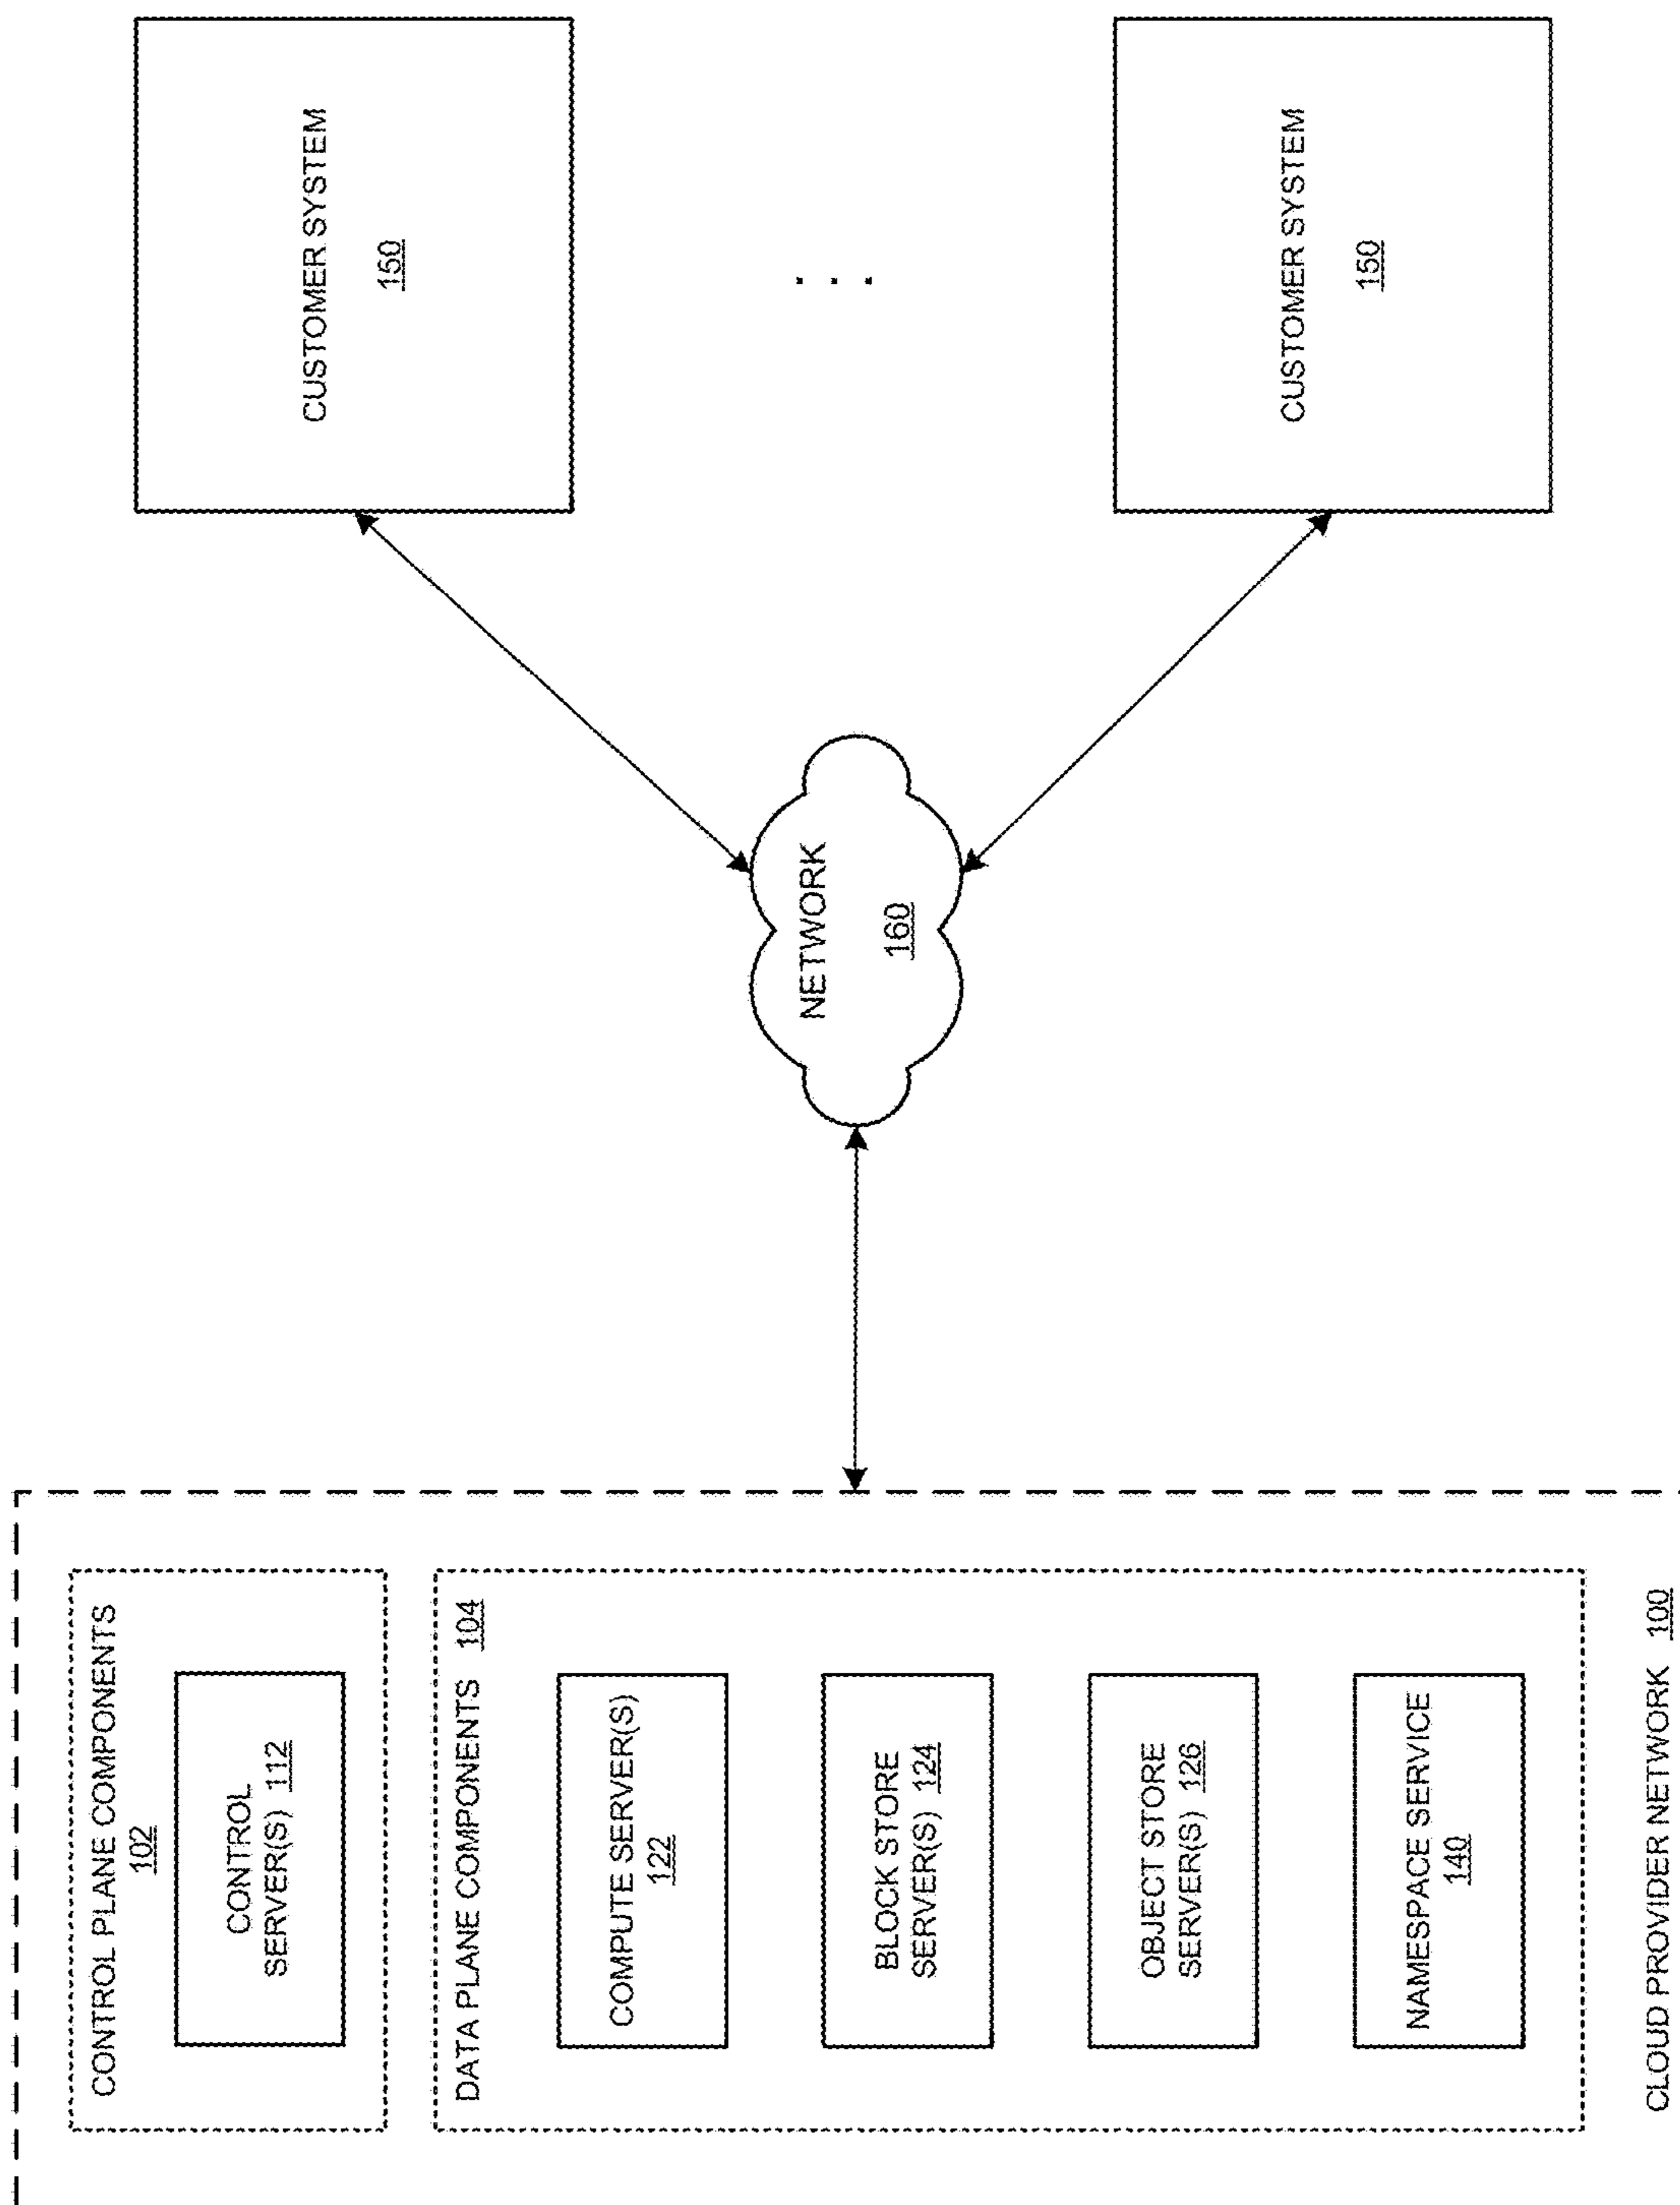 CONTROL PLANE COMPONENTS
102
CONTROL
SERVER(S) 112
DATA PLANE COMPONENTS 104
COMPUTE SERVER(S)
122
BLOCK STORE
SERVER(S) 124
OBJECT STORE
SERVER(S) 126
NAMESPACE SERVICE
140
CLOUD PROVIDER NETWORK 100
NETWORK
160
CUSTOMER SYSTEM
150
. . .
CUSTOMER SYSTEM
150